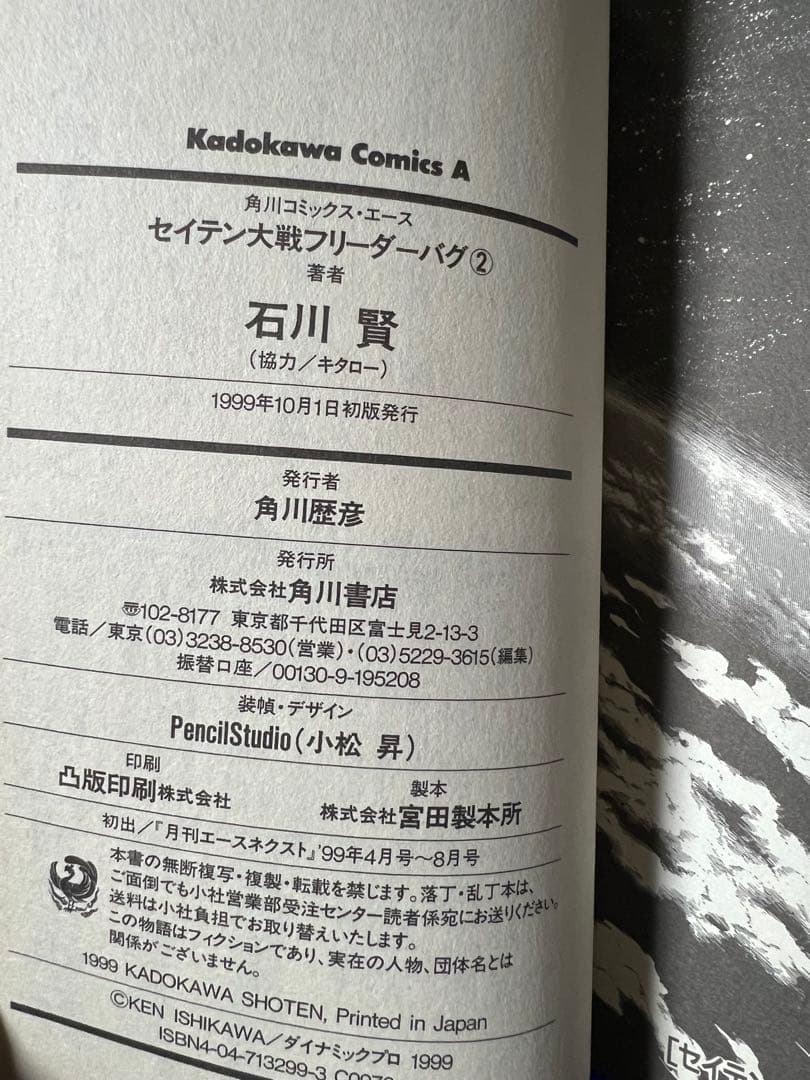 Kadokawa Comics A
角川コミックス・エース
セイテン大戦フリーダーバグ②
著者
石川 賢
(協力/キタロー)
1999年10月1日初版発行
発行者
角川歴彦
発行所
株式会社角川書店
〠102-8177 東京都千代田区富士見2-13-3
電話/東京(03)3238-8530(営業)・(03)5229-3615(編集)
振替口座/00130-9-195208
装幀・デザイン
PencilStudio(小松 昇)
印刷
凸版印刷株式会社
製本
株式会社 宮田製本所
初出/『月刊エースネクスト』'99年4月号〜8月号
本書の無断複写・複製・転載を禁じます。落丁・乱丁本は、
ご面倒でも小社営業部受注センター読者係宛にお送りください。
送料は小社負担でお取り替えいたします。
この物語はフィクションであり、実在の人物、団体名とは
関係がございません。
1999 KADOKAWA SHOTEN, Printed in Japan
©KEN ISHIKAWA/ダイナミックプロ 1999
ISBN4-04-713299-3 C0979
[セイテン